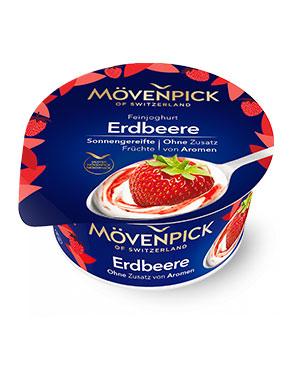 MÖVENPICK
OF SWITZERLAND
Feinjoghurt
Erdbeere
Sonnengereifte Ohne Zusatz
Früchte von Aromen
MÖVENPICK
OF SWITZERLAND
Erdbeere
Ohne Zusatz von Aromen